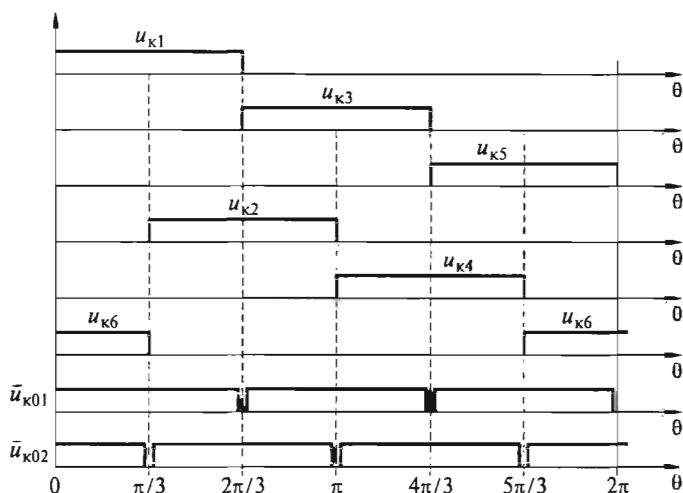 u_к1
θ
u_к3
θ
u_к5
θ
u_к2
θ
u_к4
θ
u_к6 u_к6
θ
ū_к01
θ
ū_к02
θ
0 π/3 2π/3 π 4π/3 5π/3 2π